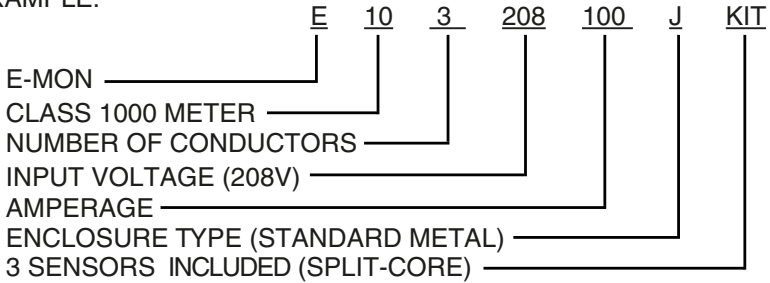 E 10 3 208 100 J KIT
E-MON
CLASS 1000 METER
NUMBER OF CONDUCTORS
INPUT VOLTAGE (208V)
AMPERAGE
ENCLOSURE TYPE (STANDARD METAL)
3 SENSORS INCLUDED (SPLIT-CORE)